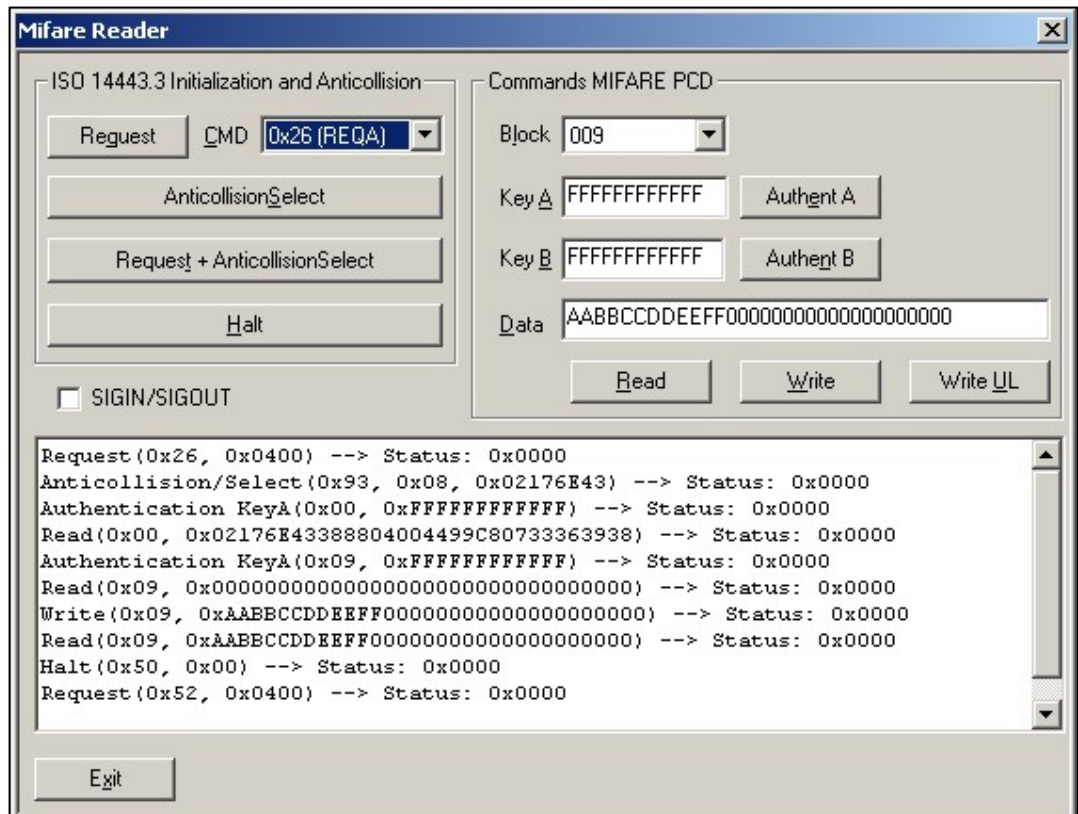 Mifare Reader
ISO 14443.3 Initialization and Anticollision
Reguest CMD 0x26 (REQA)
AnticollisionSelect
Request + AnticollisionSelect
Halt
SIGIN/SIGOUT
Commands MIFARE PCD
Block 009
Key A FFFFFFFFFFFF Authent A
Key B FFFFFFFFFFFF Authent B
Data AABBCCDDEEFF00000000000000000000
Read Write Write UL
Request(0x26, 0x0400) --> Status: 0x0000
Anticollision/Select(0x93, 0x08, 0x02176E43) --> Status: 0x0000
Authentication KeyA(0x00, 0xFFFFFFFFFFFF) --> Status: 0x0000
Read(0x00, 0x02176E43388804004499C80733363938) --> Status: 0x0000
Authentication KeyA(0x09, 0xFFFFFFFFFFFF) --> Status: 0x0000
Read(0x09, 0x00000000000000000000000000000000) --> Status: 0x0000
Write(0x09, 0xAABBCCDDEEFF00000000000000000000) --> Status: 0x0000
Read(0x09, 0xAABBCCDDEEFF00000000000000000000) --> Status: 0x0000
Halt(0x50, 0x00) --> Status: 0x0000
Request(0x52, 0x0400) --> Status: 0x0000
Exit